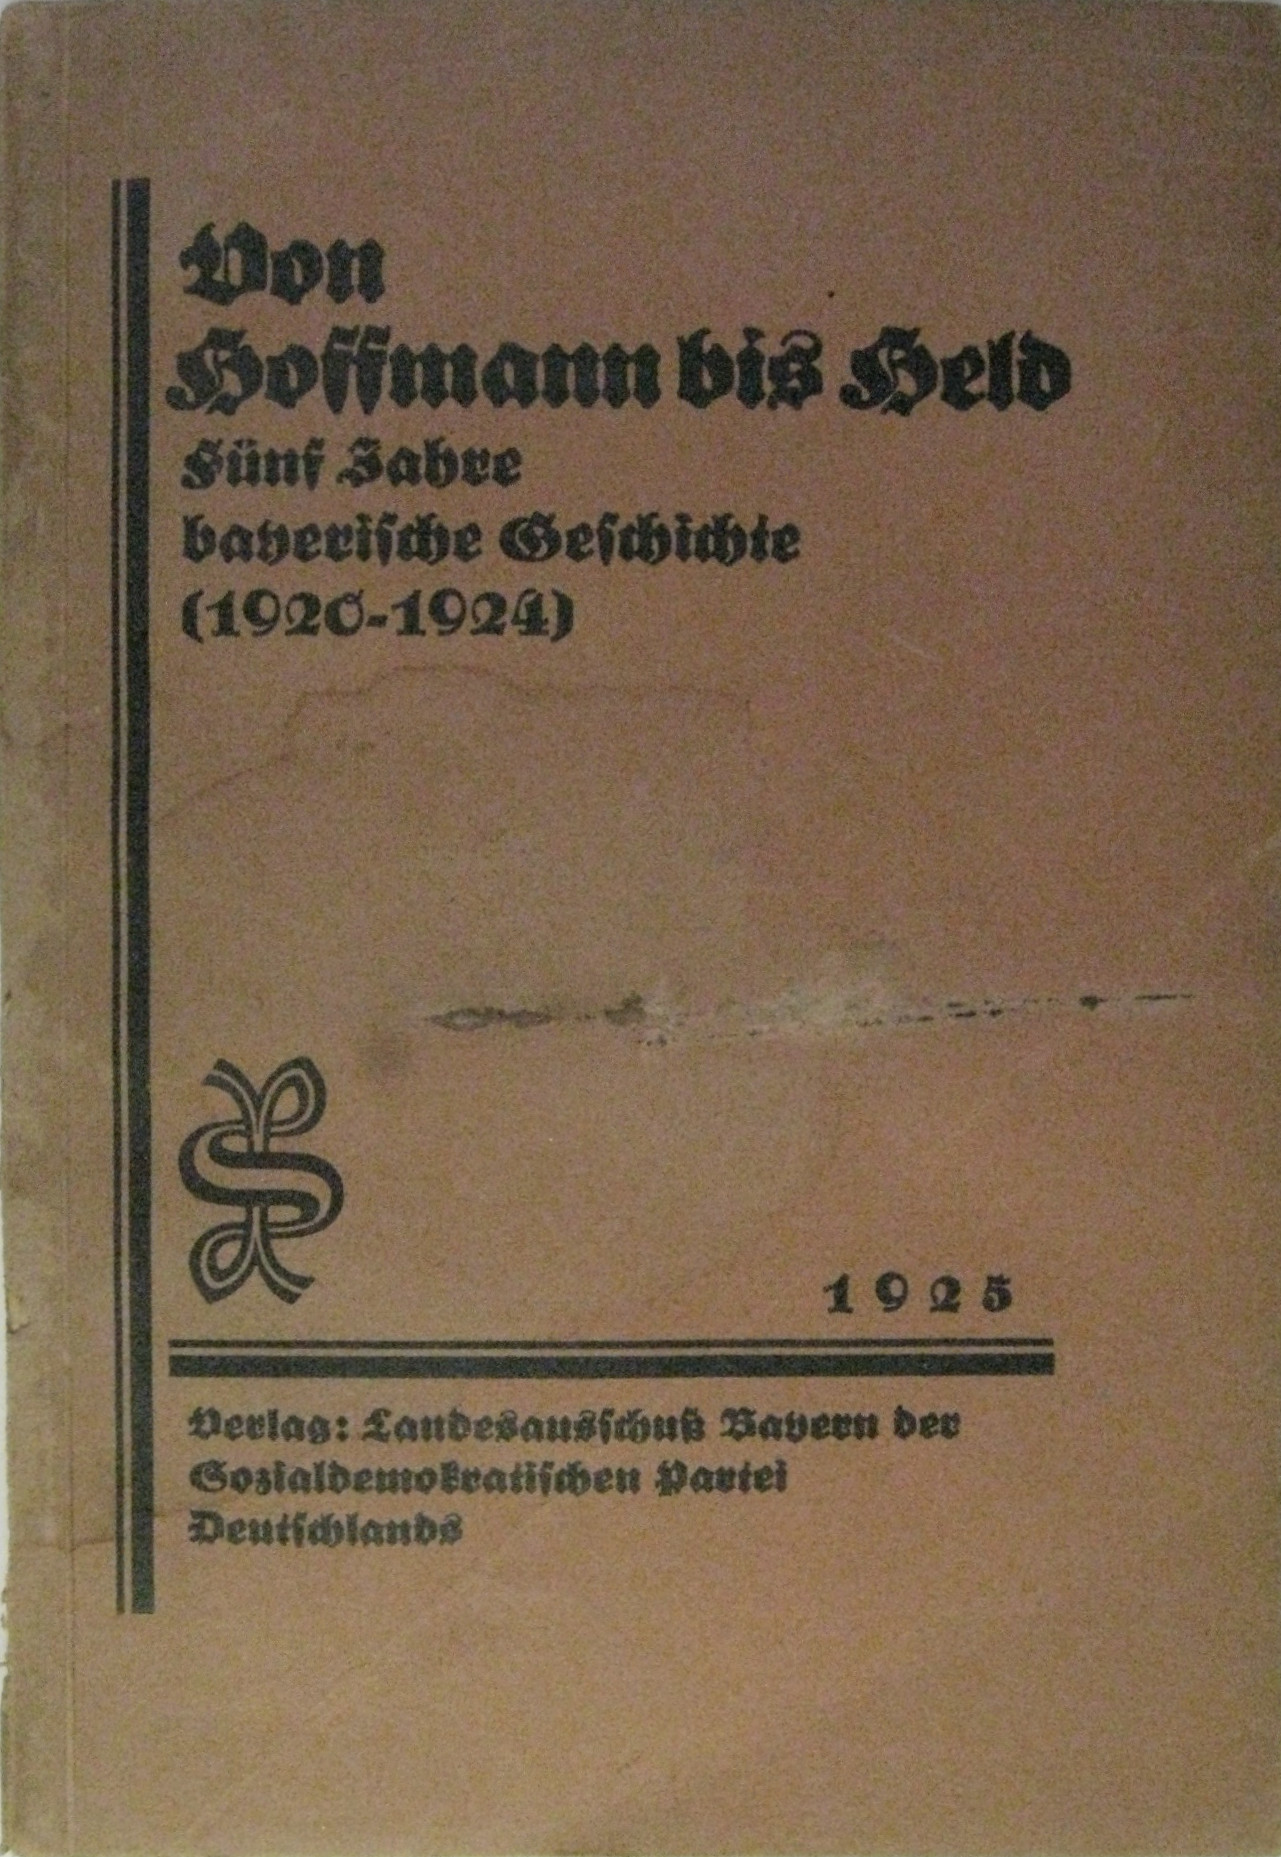 Von
Hoffmann bis Held
Fünf Jahre
bayerische Geschichte
(1920-1924)
S
1925
Verlag: Landesausschuß Bayern der
Sozialdemokratischen Partei
Deutschlands